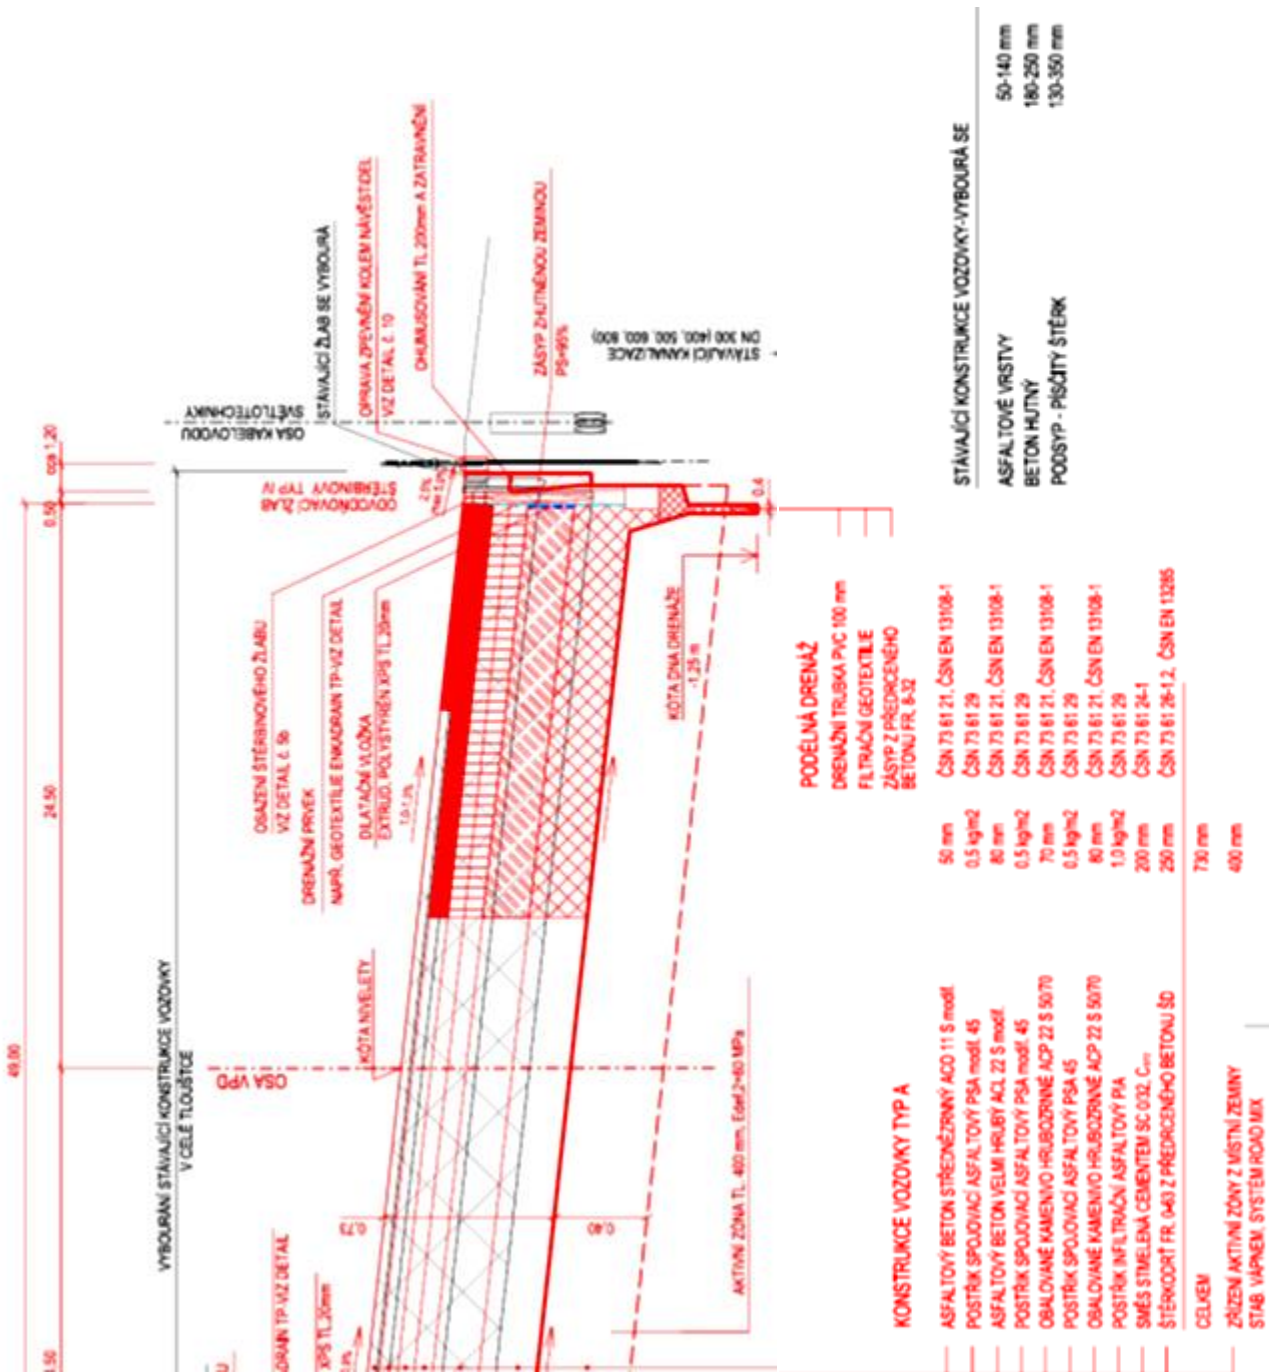 49,00
24,50
0,50
cca 1,20
VYBOURÁNÍ STÁVAJÍCÍ KONSTRUKCE VOZOVKY
V CELÉ TLOUŠŤCE
OSA VPD
KÓTA NIVELETY
OSAZENÍ ŠTĚRBINOVÉHO ŽLABU
VIZ DETAIL č. 5b
DRENÁŽNÍ PRVEK
NAPŘ. GEOTEXTILIE ENKADRAIN TP-VIZ DETAIL
DILATAČNÍ VLOŽKA
EXTRUD. POLYSTYRÉN XPS TL.20mm
ODVODŇOVACÍ ŽLAB
ŠTĚRBINOVÝ TYP IV
OSA KABELOVODU
SVĚTLOTECHNIKY
STÁVAJÍCÍ ŽLAB SE VYBOURÁ
OPRAVA ZPEVNĚNÍ KOLEM NÁVĚSTIDEL
VIZ DETAIL č. 10
OHUMUSOVÁNÍ TL.200mm A ZATRAVNĚNÍ
ZÁSYP ZHUTNĚNOU ZEMINOU
PS=95%
STÁVAJÍCÍ KANALIZACE
DN 300 (400, 500, 600, 800)
KÓTA DNA DRENÁŽE
-1,25 m
0,4
0,73
0,40
AKTIVNÍ ZÓNA TL. 400 mm, Edef,2=60 MPa
XPS TL.20mm
STÁVAJÍCÍ KONSTRUKCE VOZOVKY-VYBOURÁ SE
ASFALTOVÉ VRSTVY 50-140 mm
BETON HUTNÝ 180-250 mm
PODSYP - PÍSČITÝ ŠTĚRK 130-350 mm
PODÉLNÁ DRENÁŽ
DRENÁŽNÍ TRUBKA PVC 100 mm
FILTRAČNÍ GEOTEXTILIE
ZÁSYP Z PŘEDRCENÉHO
BETONU FR. 8-32
KONSTRUKCE VOZOVKY TYP A
ASFALTOVÝ BETON STŘEDNĚZRNNÝ ACO 11 S modif. 50 mm ČSN 73 61 21, ČSN EN 13108-1
POSTŘIK SPOJOVACÍ ASFALTOVÝ PSA modif. 45 0,5 kg/m2 ČSN 73 61 29
ASFALTOVÝ BETON VELMI HRUBÝ ACL 22 S modif. 80 mm ČSN 73 61 21, ČSN EN 13108-1
POSTŘIK SPOJOVACÍ ASFALTOVÝ PSA modif. 45 0,5 kg/m2 ČSN 73 61 29
OBALOVANÉ KAMENIVO HRUBOZRNNÉ ACP 22 S 50/70 70 mm ČSN 73 61 21, ČSN EN 13108-1
POSTŘIK SPOJOVACÍ ASFALTOVÝ PSA 45 0,5 kg/m2 ČSN 73 61 29
OBALOVANÉ KAMENIVO HRUBOZRNNÉ ACP 22 S 50/70 80 mm ČSN 73 61 21, ČSN EN 13108-1
POSTŘIK INFILTRAČNÍ ASFALTOVÝ PIA 1,0 kg/m2 ČSN 73 61 29
SMĚS STMELENÁ CEMENTEM SC 0/32, 200 mm ČSN 73 61 24-1
ŠTĚRKODRŤ FR. 0-63 Z PŘEDRCENÉHO BETONU ŠD 250 mm ČSN 73 61 26-1,2, ČSN EN 13285
CELKEM 730 mm
ZŘÍZENÍ AKTIVNÍ ZÓNY Z MÍSTNÍ ZEMINY 400 mm
STAB. VÁPNEM, SYSTÉM ROAD MIX